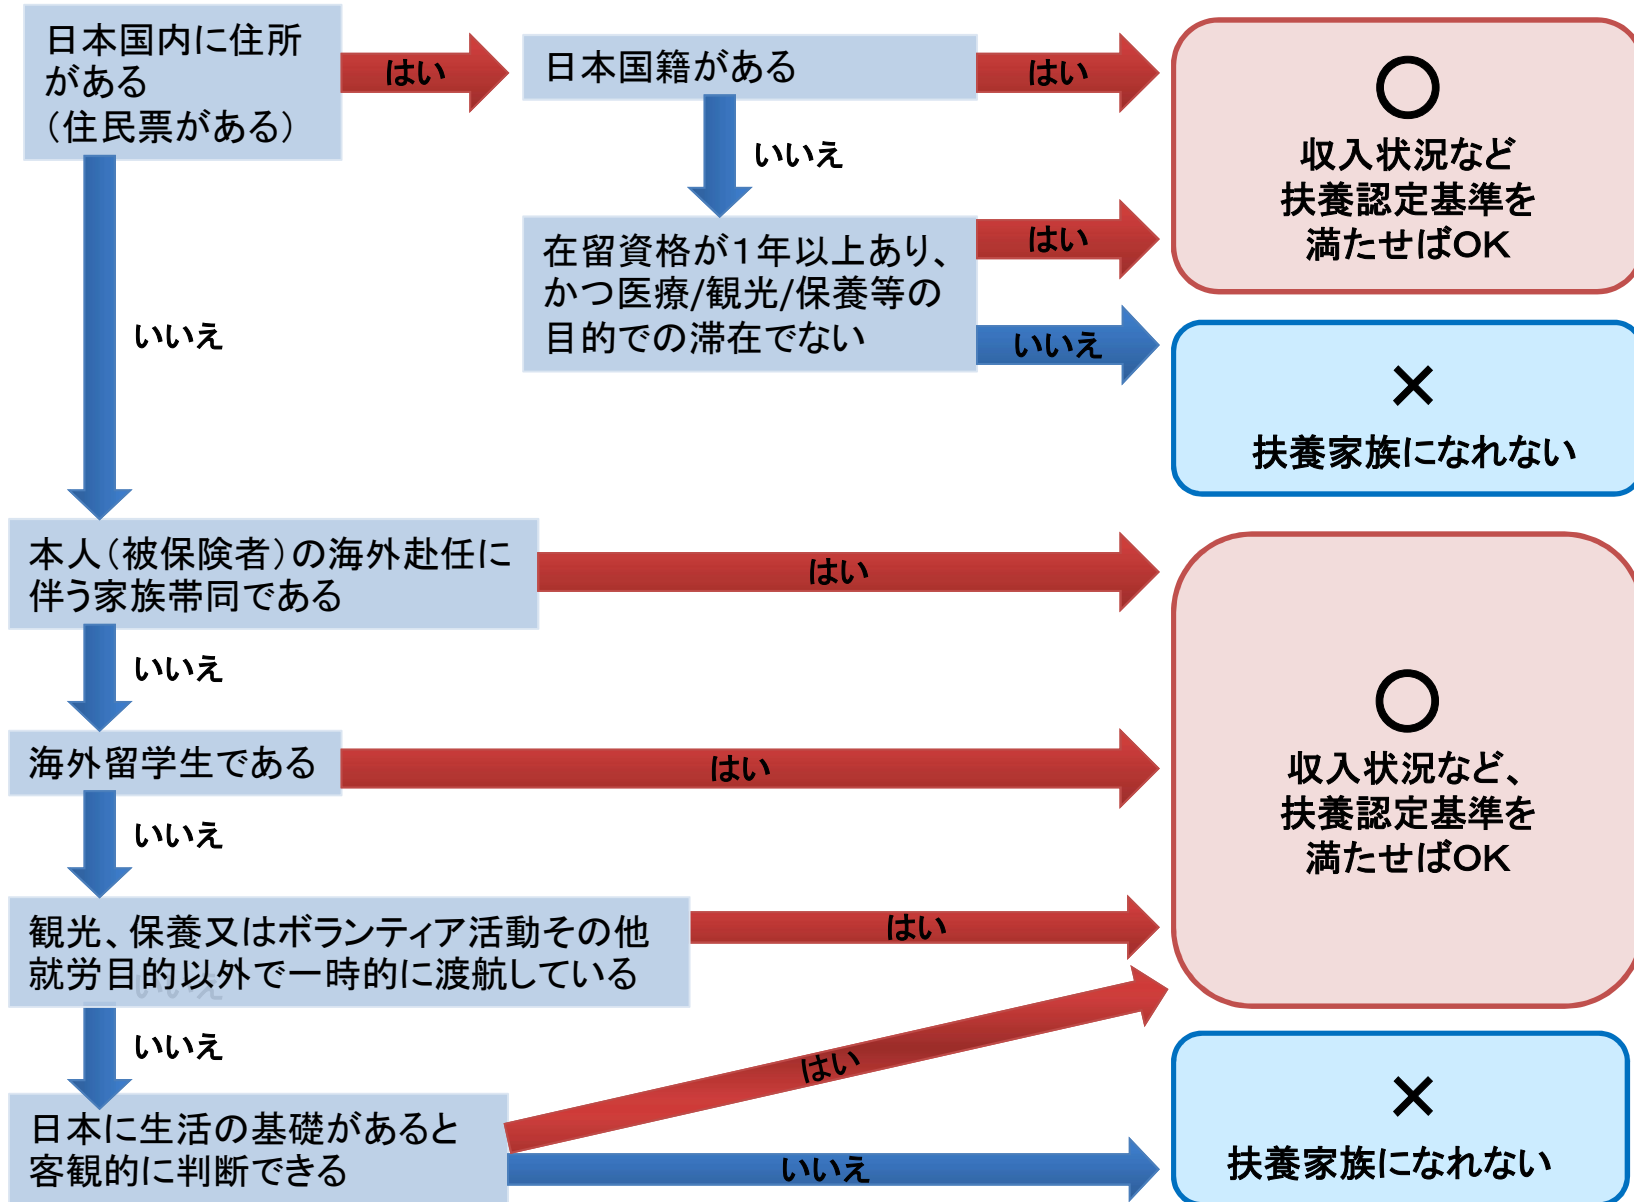 日本国内に住所
がある
（住民票がある）
はい
日本国籍がある
はい
○
収入状況など
扶養認定基準を
満たせばOK
いいえ
在留資格が１年以上あり、
かつ医療/観光/保養等の
目的での滞在でない
はい
いいえ
×
扶養家族になれない
いいえ
本人（被保険者）の海外赴任に
伴う家族帯同である
はい
いいえ
海外留学生である
はい
○
収入状況など、
扶養認定基準を
満たせばOK
いいえ
観光、保養又はボランティア活動その他
就労目的以外で一時的に渡航している
はい
いいえ
いいえ
日本に生活の基礎があると
客観的に判断できる
はい
いいえ
×
扶養家族になれない